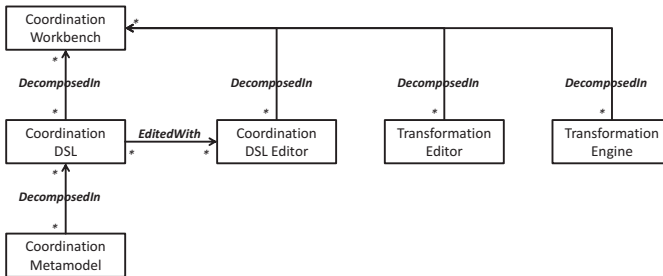 Coordination
Workbench
*
*
DecomposedIn
DecomposedIn
DecomposedIn
DecomposedIn
*
*
*
*
Coordination
DSL
EditedWith
*
*
Coordination
DSL Editor
Transformation
Editor
Transformation
Engine
*
DecomposedIn
*
Coordination
Metamodel